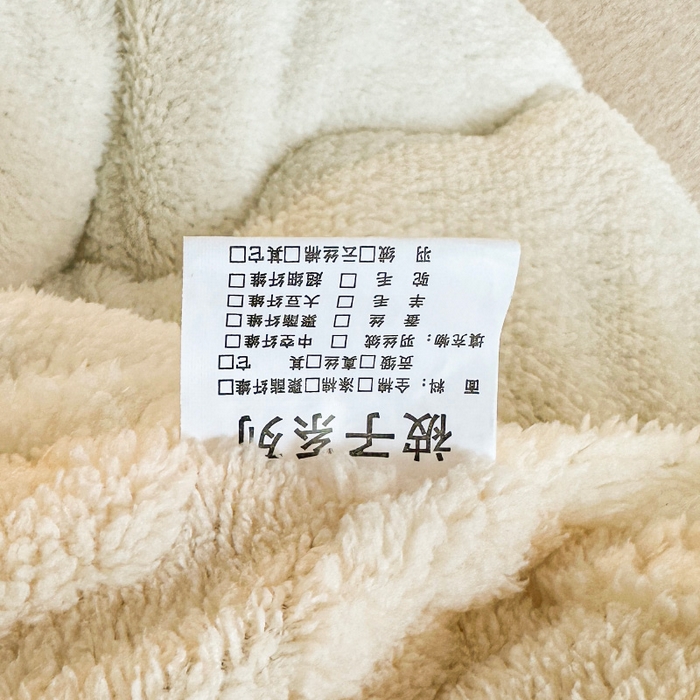 被子系列
面 料：全棉□涤棉□聚酯纤维□
贡缎□真丝□其 它□
填充物：羽丝绒□ 中空纤维□
蚕 丝 □ 聚酯纤维□
羊 毛 □ 大豆纤维□
驼 毛 □ 超细纤维□
羽 绒□云丝棉□其它□